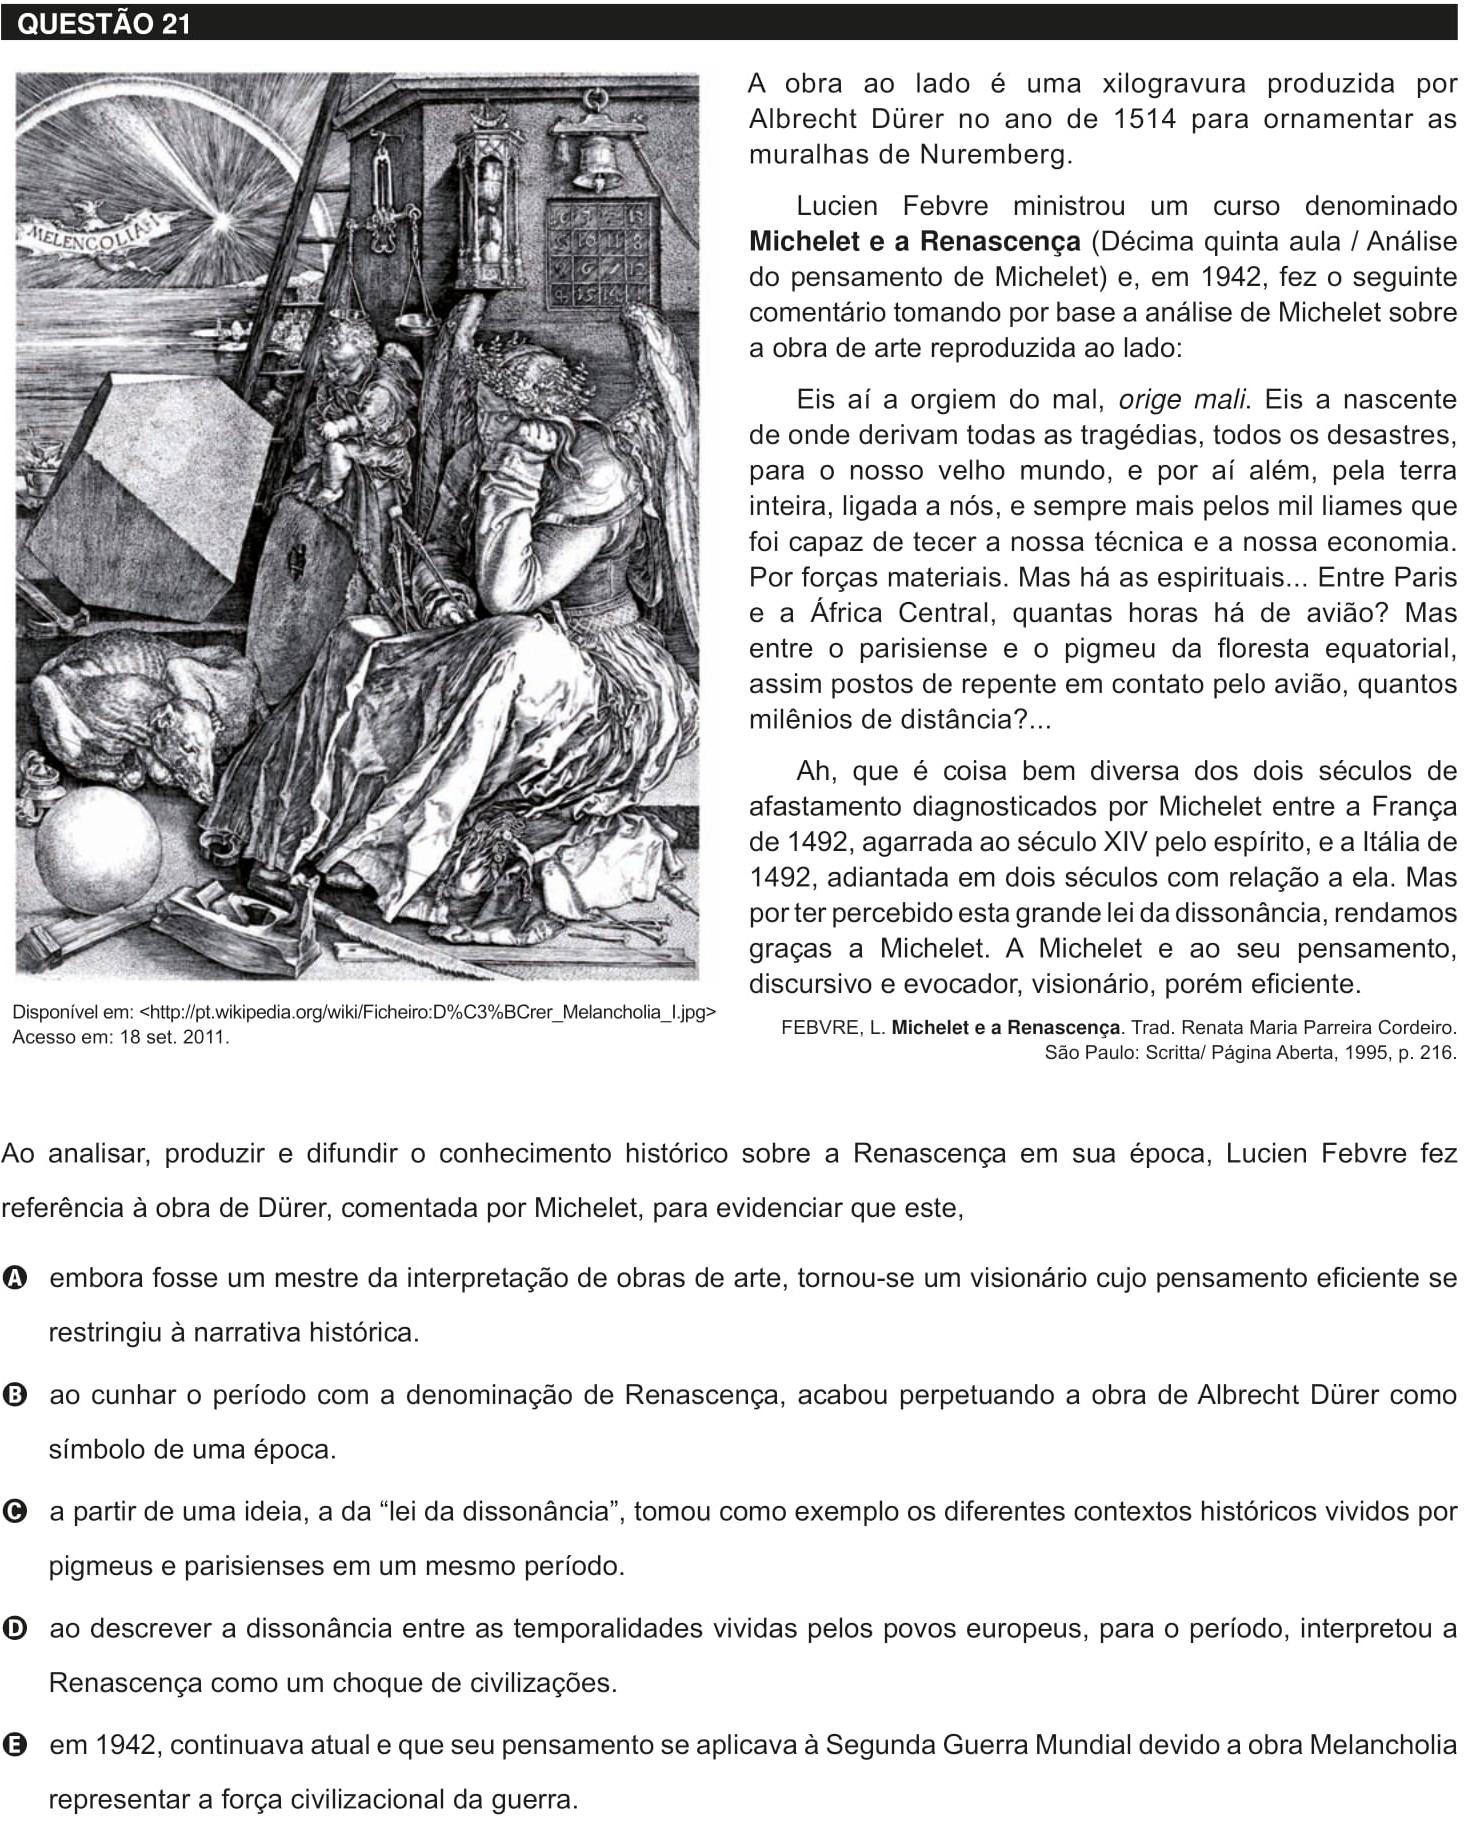 QUESTÃO 21
MELENCOLIA I
A obra ao lado é uma xilogravura produzida por
Albrecht Dürer no ano de 1514 para ornamentar as
muralhas de Nuremberg.
Lucien Febvre ministrou um curso denominado
Michelet e a Renascença (Décima quinta aula / Análise
do pensamento de Michelet) e, em 1942, fez o seguinte
comentário tomando por base a análise de Michelet sobre
a obra de arte reproduzida ao lado:
Eis aí a orgiem do mal, orige mali. Eis a nascente
de onde derivam todas as tragédias, todos os desastres,
para o nosso velho mundo, e por aí além, pela terra
inteira, ligada a nós, e sempre mais pelos mil liames que
foi capaz de tecer a nossa técnica e a nossa economia.
Por forças materiais. Mas há as espirituais... Entre Paris
e a África Central, quantas horas há de avião? Mas
entre o parisiense e o pigmeu da floresta equatorial,
assim postos de repente em contato pelo avião, quantos
milênios de distância?...
Ah, que é coisa bem diversa dos dois séculos de
afastamento diagnosticados por Michelet entre a França
de 1492, agarrada ao século XIV pelo espírito, e a Itália de
1492, adiantada em dois séculos com relação a ela. Mas
por ter percebido esta grande lei da dissonância, rendamos
graças a Michelet. A Michelet e ao seu pensamento,
discursivo e evocador, visionário, porém eficiente.
Disponível em: <http://pt.wikipedia.org/wiki/Ficheiro:D%C3%BCrer_Melancholia_I.jpg>
Acesso em: 18 set. 2011.
FEBVRE, L. Michelet e a Renascença. Trad. Renata Maria Parreira Cordeiro.
São Paulo: Scritta/ Página Aberta, 1995, p. 216.
Ao analisar, produzir e difundir o conhecimento histórico sobre a Renascença em sua época, Lucien Febvre fez
referência à obra de Dürer, comentada por Michelet, para evidenciar que este,
A embora fosse um mestre da interpretação de obras de arte, tornou-se um visionário cujo pensamento eficiente se
restringiu à narrativa histórica.
B ao cunhar o período com a denominação de Renascença, acabou perpetuando a obra de Albrecht Dürer como
símbolo de uma época.
C a partir de uma ideia, a da “lei da dissonância”, tomou como exemplo os diferentes contextos históricos vividos por
pigmeus e parisienses em um mesmo período.
D ao descrever a dissonância entre as temporalidades vividas pelos povos europeus, para o período, interpretou a
Renascença como um choque de civilizações.
E em 1942, continuava atual e que seu pensamento se aplicava à Segunda Guerra Mundial devido a obra Melancholia
representar a força civilizacional da guerra.